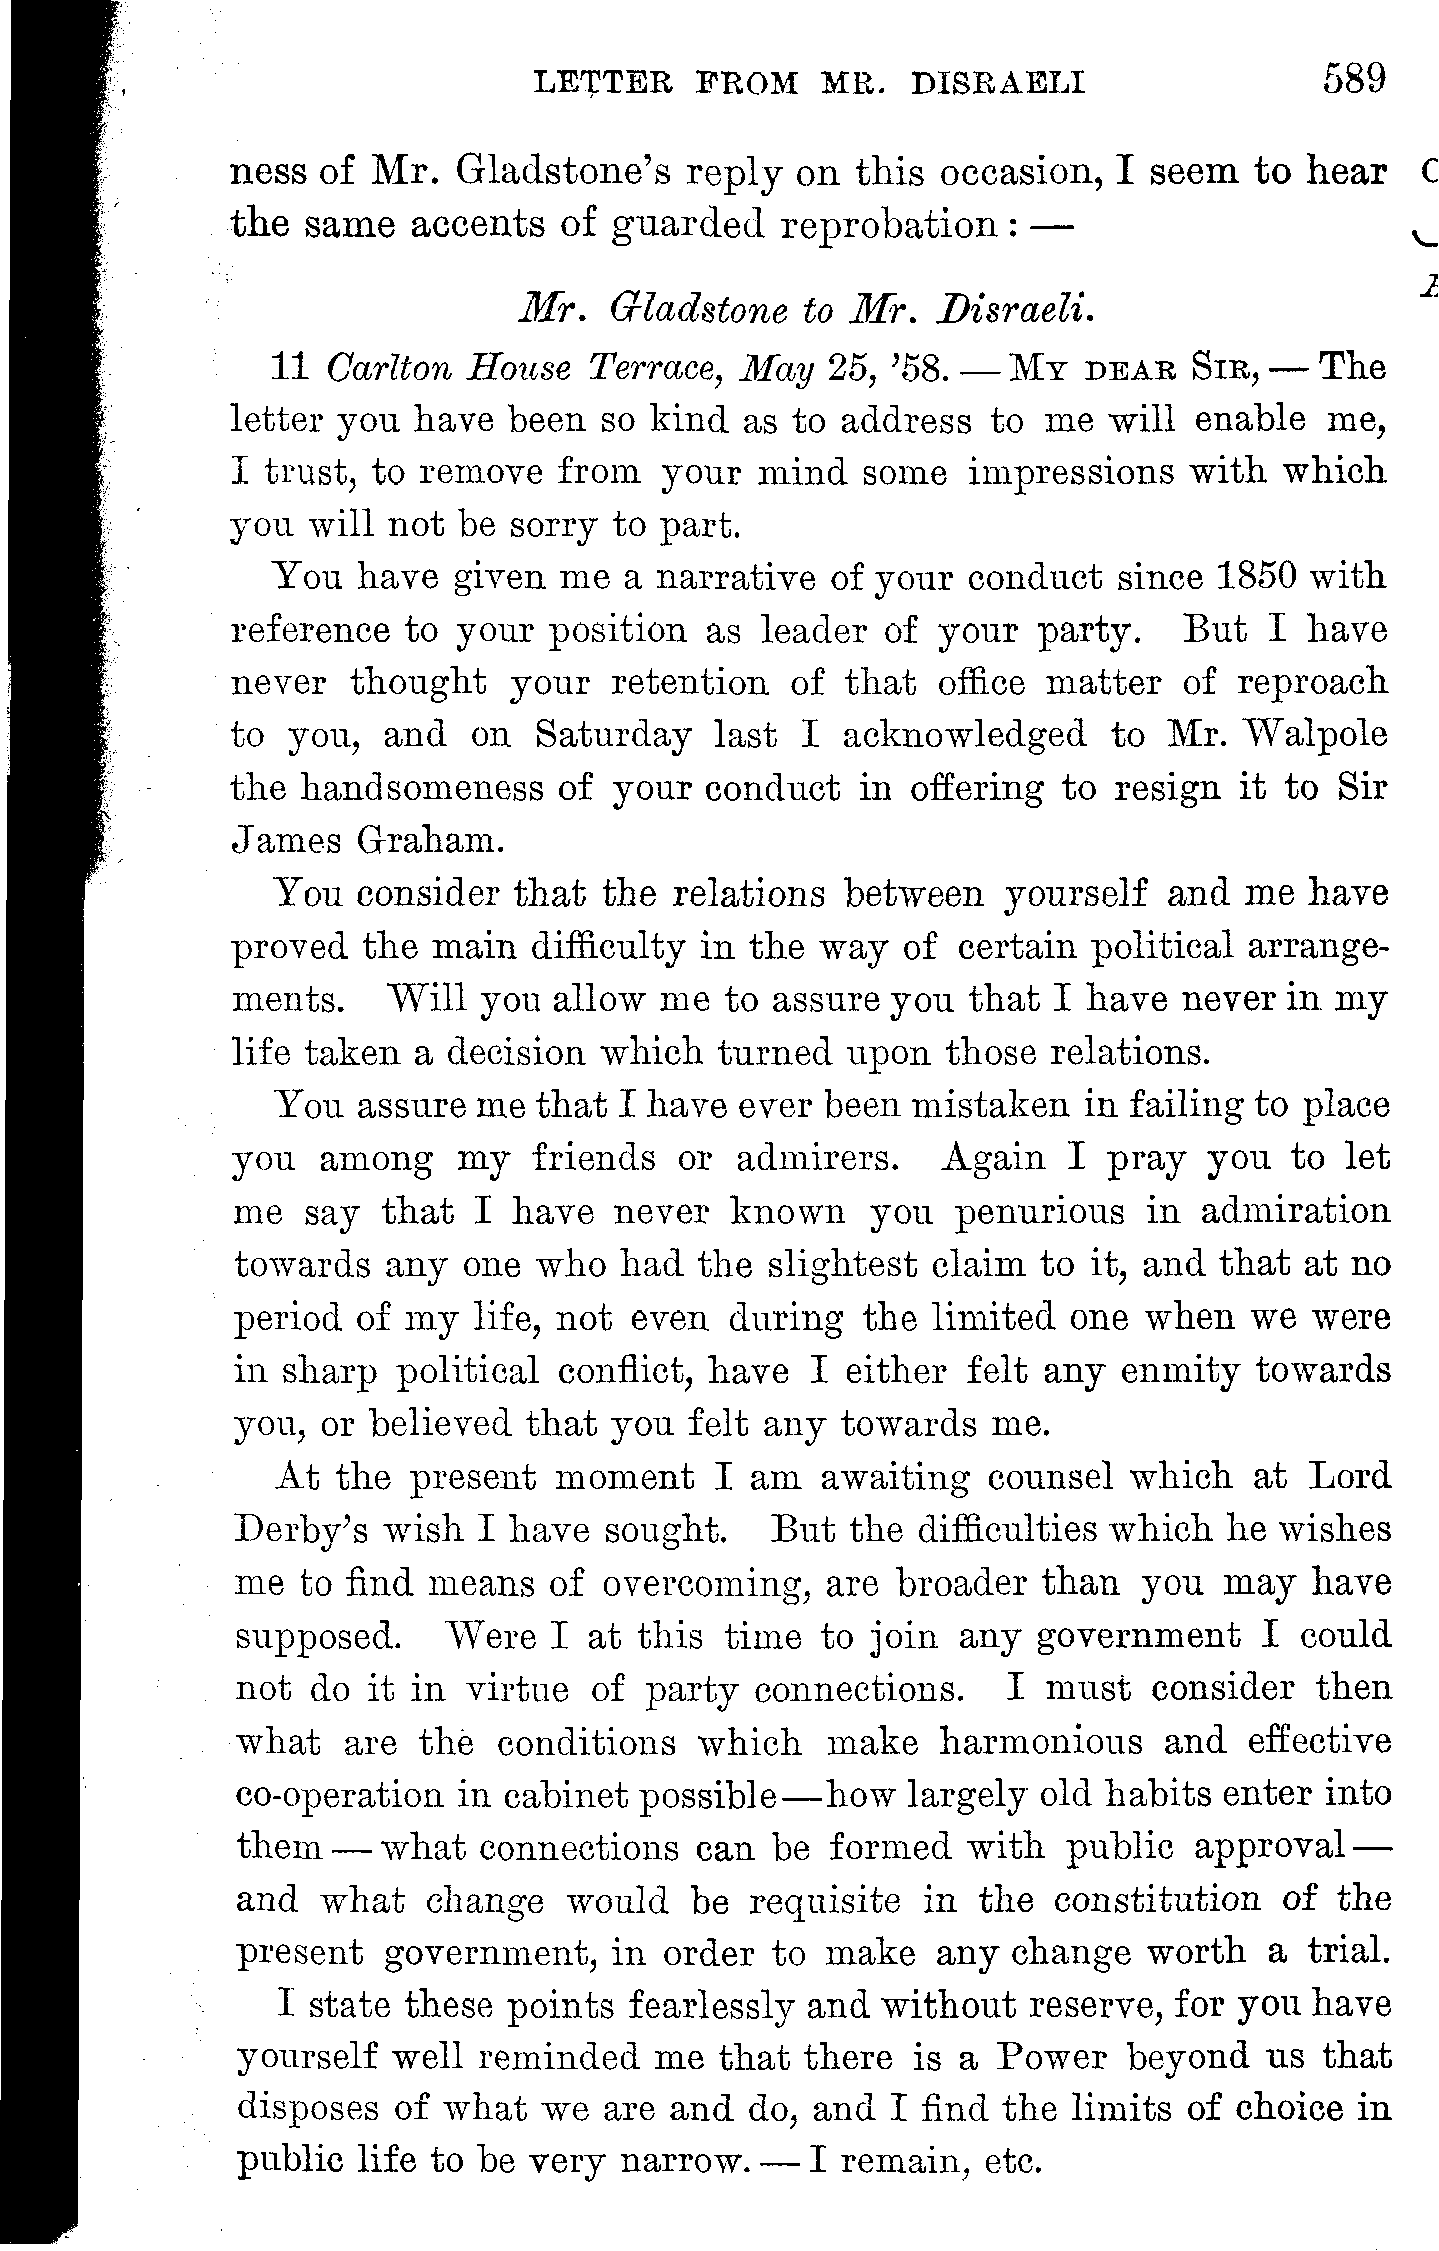 LETTER FROM MR. DISRAELI 589
ness of Mr. Gladstone's reply on this occasion, I seem to hear
the same accents of guarded reprobation : —
Mr. Gladstone to Mr. Disraeli.
11 Carlton House Terrace, May 25, '58. — MY DEAR SIR, — The
letter you have been so kind as to address to me will enable me,
I trust, to remove from your mind some impressions with which
you will not be sorry to part.
You have given me a narrative of your conduct since 1850 with
reference to your position as leader of your party. But I have
never thought your retention of that office matter of reproach
to you, and on Saturday last I acknowledged to Mr. Walpole
the handsomeness of your conduct in offering to resign it to Sir
James Graham.
You consider that the relations between yourself and me have
proved the main difficulty in the way of certain political arrange-
ments. Will you allow me to assure you that I have never in my
life taken a decision which turned upon those relations.
You assure me that I have ever been mistaken in failing to place
you among my friends or admirers. Again I pray you to let
me say that I have never known you penurious in admiration
towards any one who had the slightest claim to it, and that at no
period of my life, not even during the limited one when we were
in sharp political conflict, have I either felt any enmity towards
you, or believed that you felt any towards me.
At the present moment I am awaiting counsel which at Lord
Derby's wish I have sought. But the difficulties which he wishes
me to find means of overcoming, are broader than you may have
supposed. Were I at this time to join any government I could
not do it in virtue of party connections. I must consider then
what are the conditions which make harmonious and effective
co-operation in cabinet possible—how largely old habits enter into
them — what connections can be formed with public approval —
and what change would be requisite in the constitution of the
present government, in order to make any change worth a trial.
I state these points fearlessly and without reserve, for you have
yourself well reminded me that there is a Power beyond us that
disposes of what we are and do, and I find the limits of choice in
public life to be very narrow. — I remain, etc.